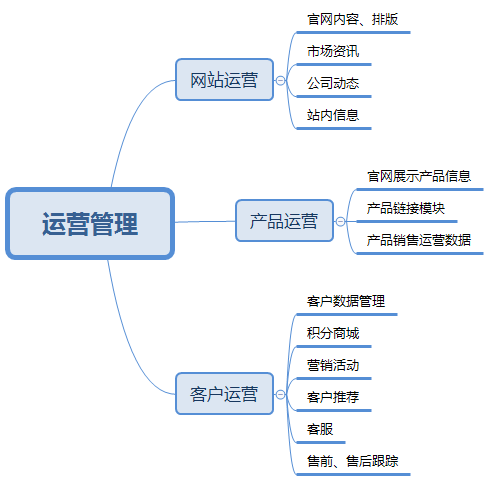 运营管理
网站运营
官网内容、排版
市场资讯
公司动态
站内信息
产品运营
官网展示产品信息
产品链接模块
产品销售运营数据
客户运营
客户数据管理
积分商城
营销活动
客户推荐
客服
售前、售后跟踪